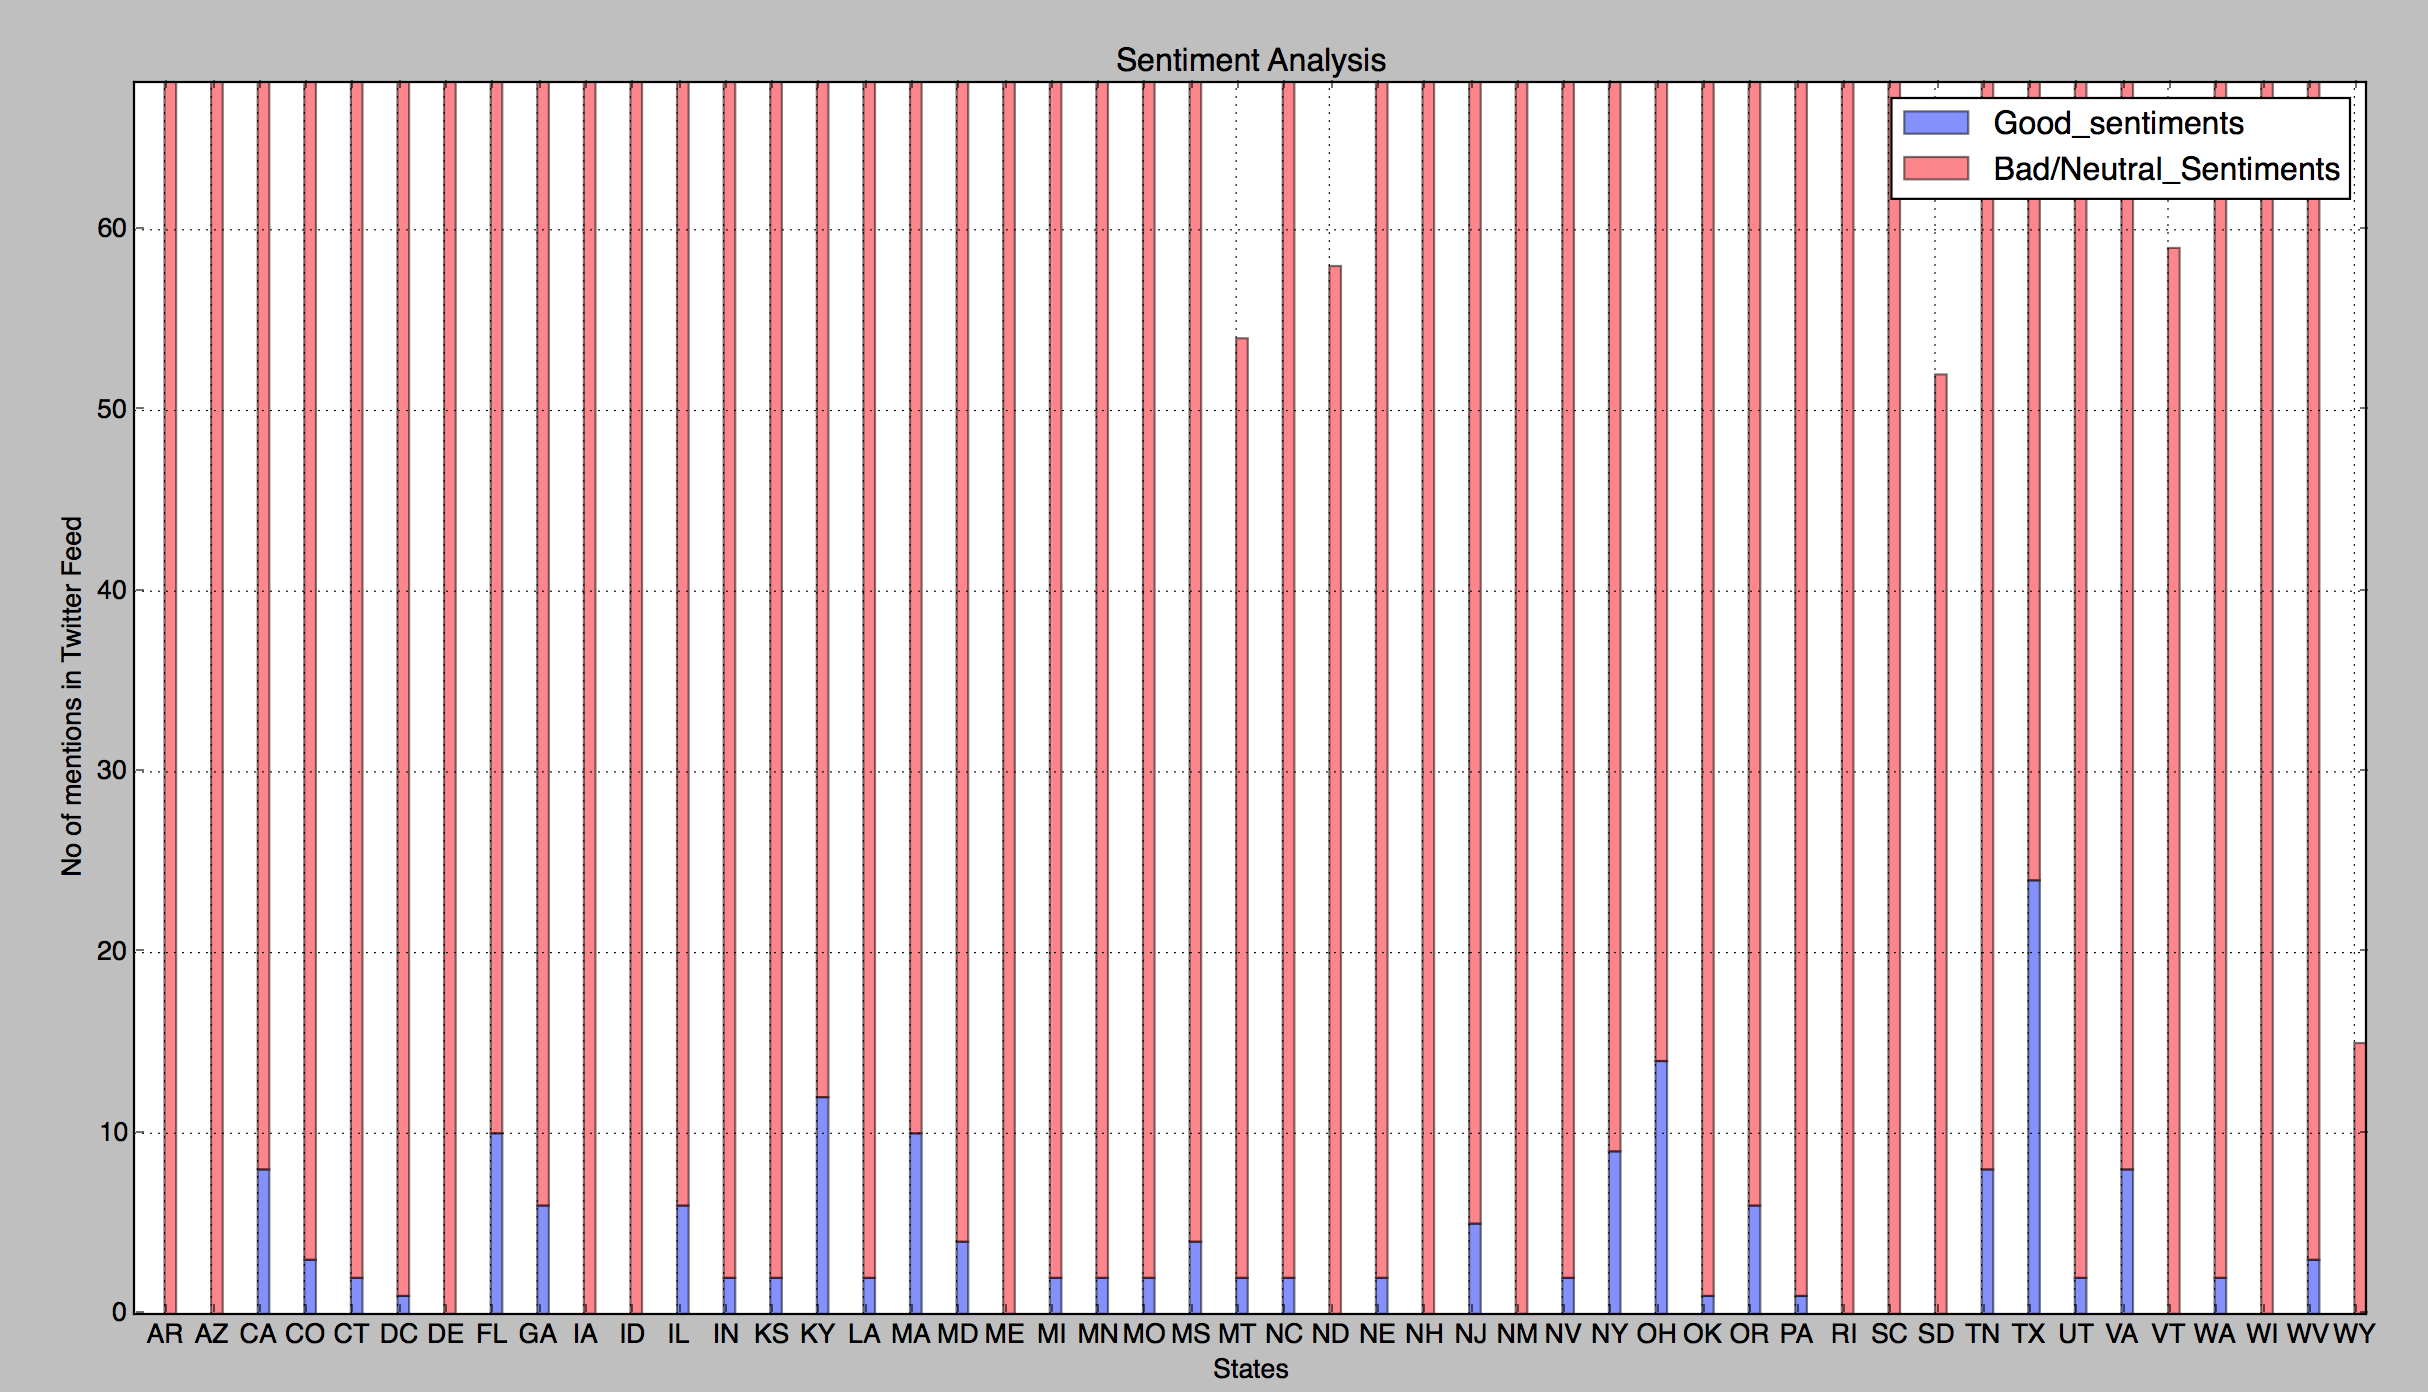 Sentiment Analysis
Good_sentiments
Bad/Neutral_Sentiments
60
50
40
30
20
10
0
No of mentions in Twitter Feed
AR AZ CA CO CT DC DE FL GA IA ID IL IN KS KY LA MA MD ME MI MN MO MS MT NC ND NE NH NJ NM NV NY OH OK OR PA RI SC SD TN TX UT VA VT WA WI WV WY
States